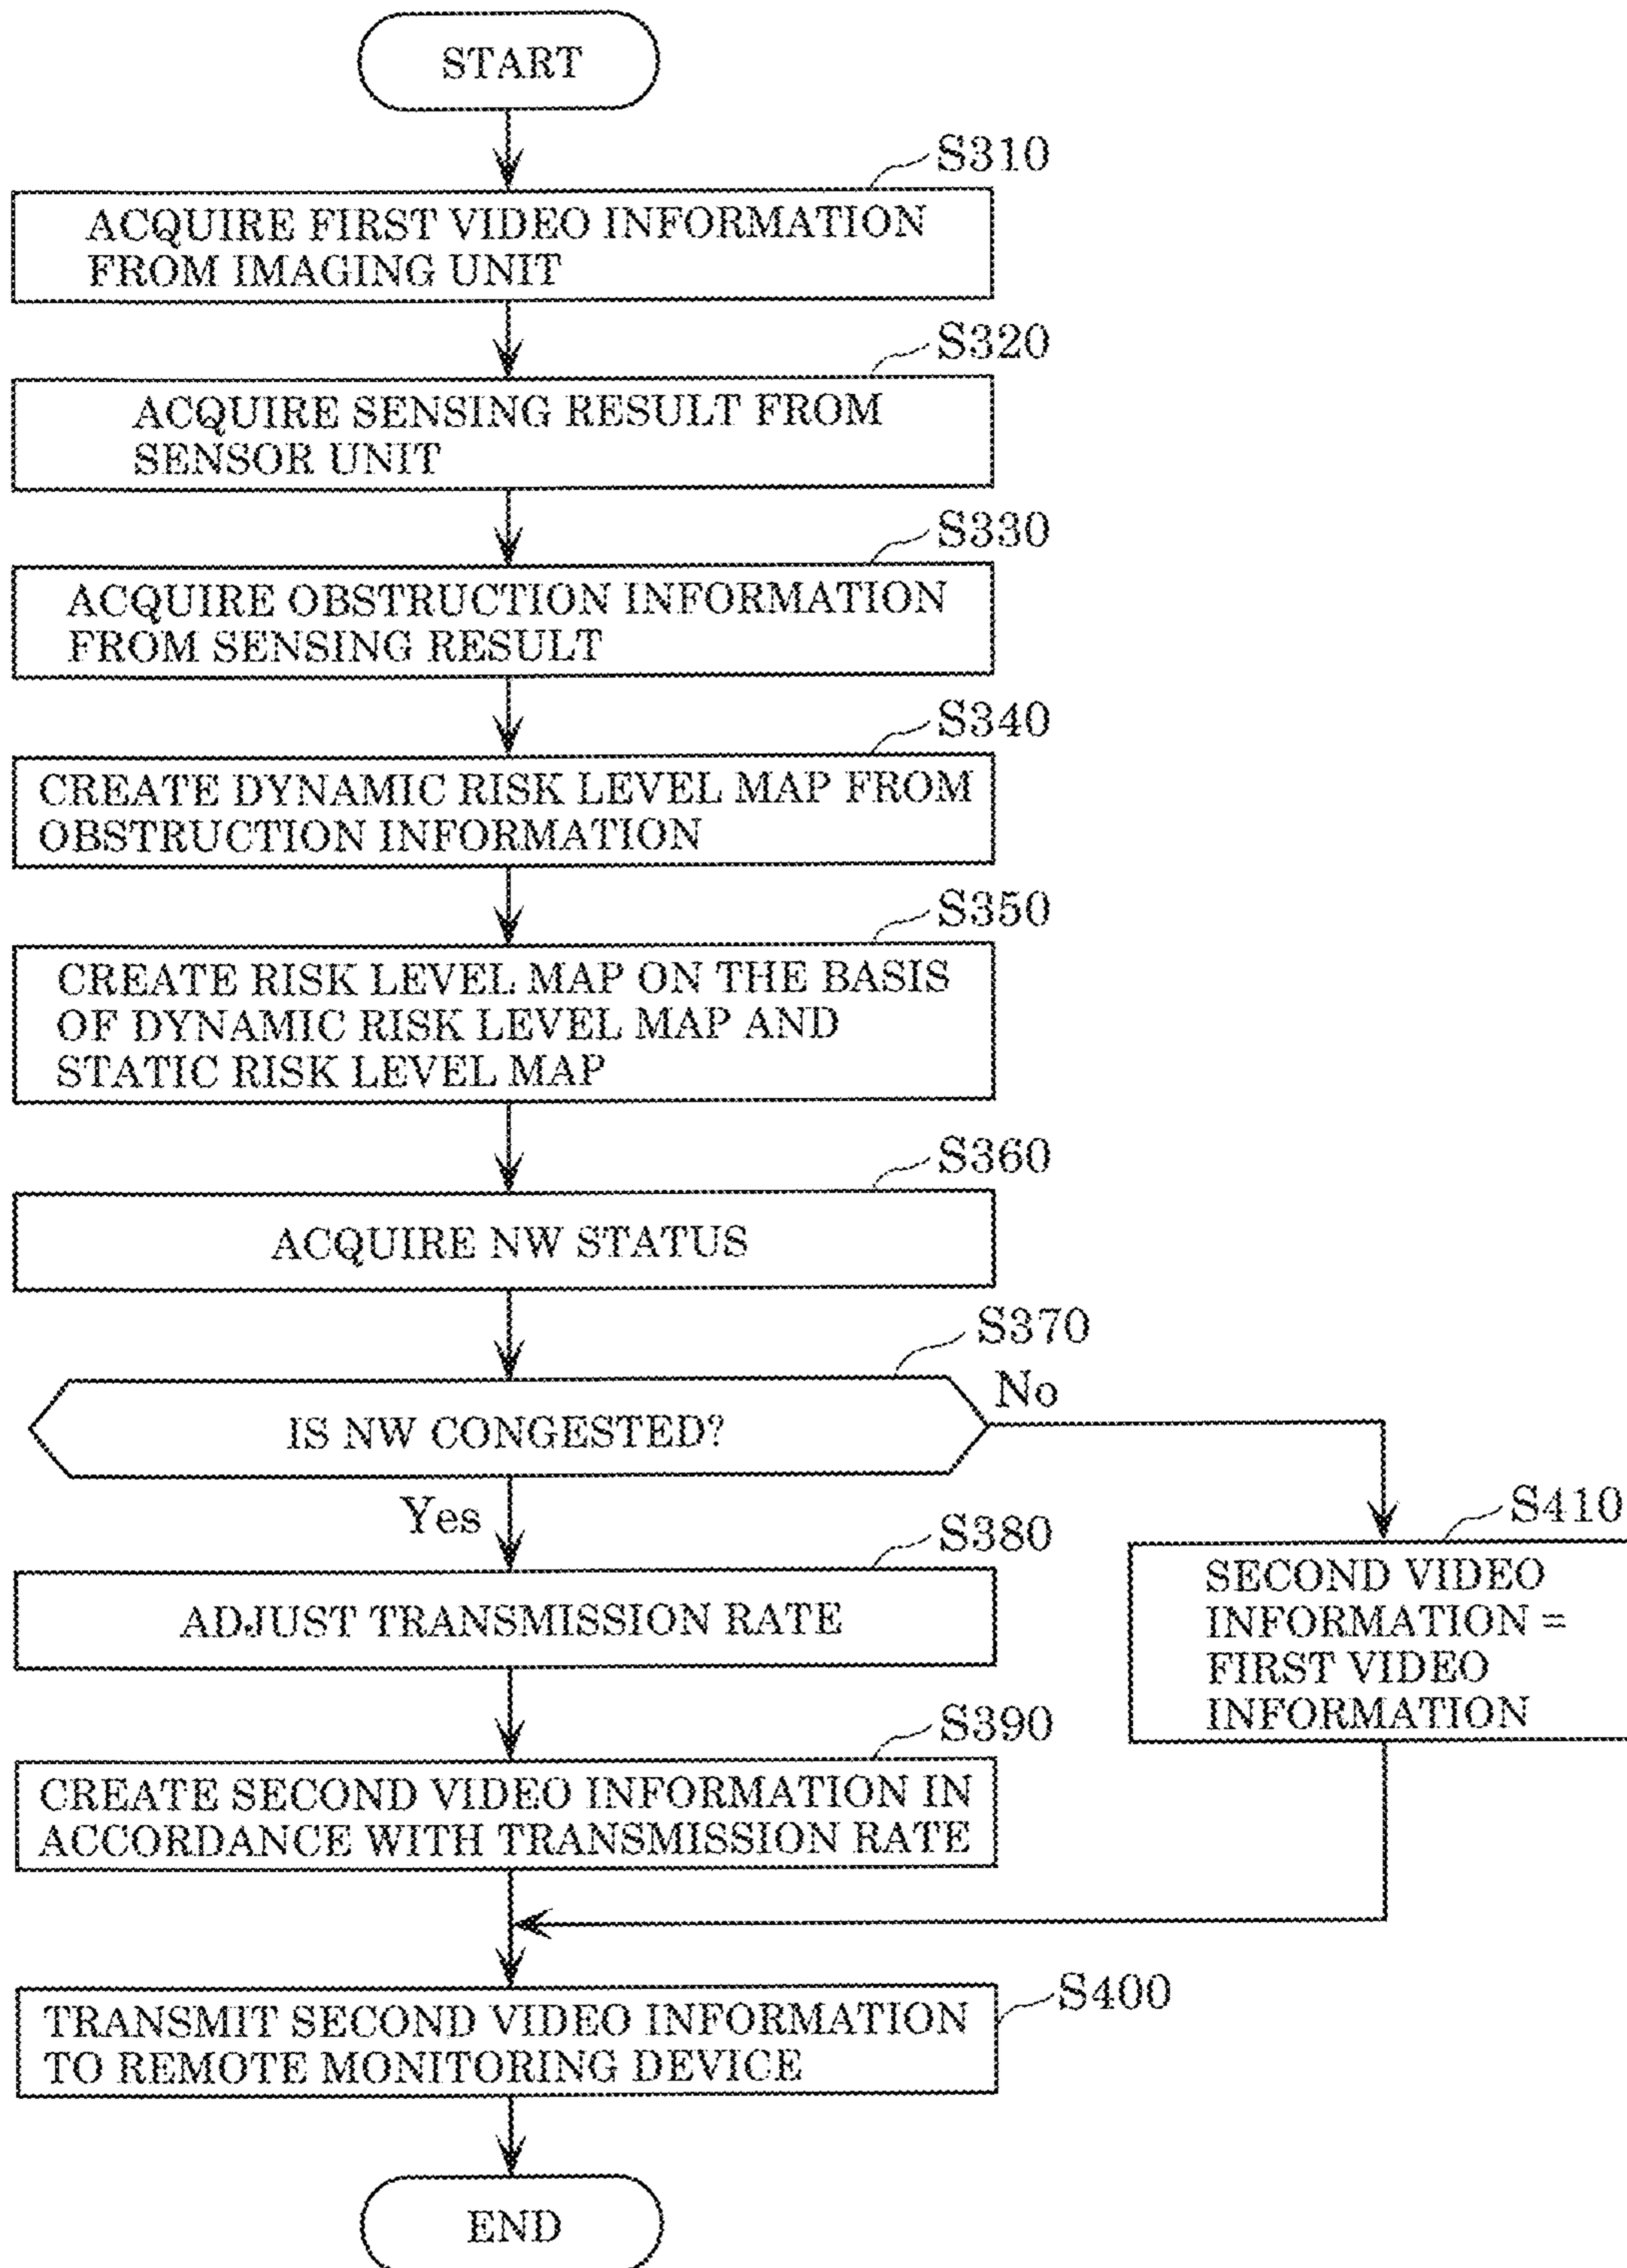 START
S310
ACQUIRE FIRST VIDEO INFORMATION
FROM IMAGING UNIT
S320
ACQUIRE SENSING RESULT FROM
SENSOR UNIT
S330
ACQUIRE OBSTRUCTION INFORMATION
FROM SENSING RESULT
S340
CREATE DYNAMIC RISK LEVEL MAP FROM
OBSTRUCTION INFORMATION
S350
CREATE RISK LEVEL MAP ON THE BASIS
OF DYNAMIC RISK LEVEL MAP AND
STATIC RISK LEVEL MAP
S360
ACQUIRE NW STATUS
S370
IS NW CONGESTED?
No
Yes
S380
ADJUST TRANSMISSION RATE
S410
SECOND VIDEO
INFORMATION =
FIRST VIDEO
INFORMATION
S390
CREATE SECOND VIDEO INFORMATION IN
ACCORDANCE WITH TRANSMISSION RATE
S400
TRANSMIT SECOND VIDEO INFORMATION
TO REMOTE MONITORING DEVICE
END